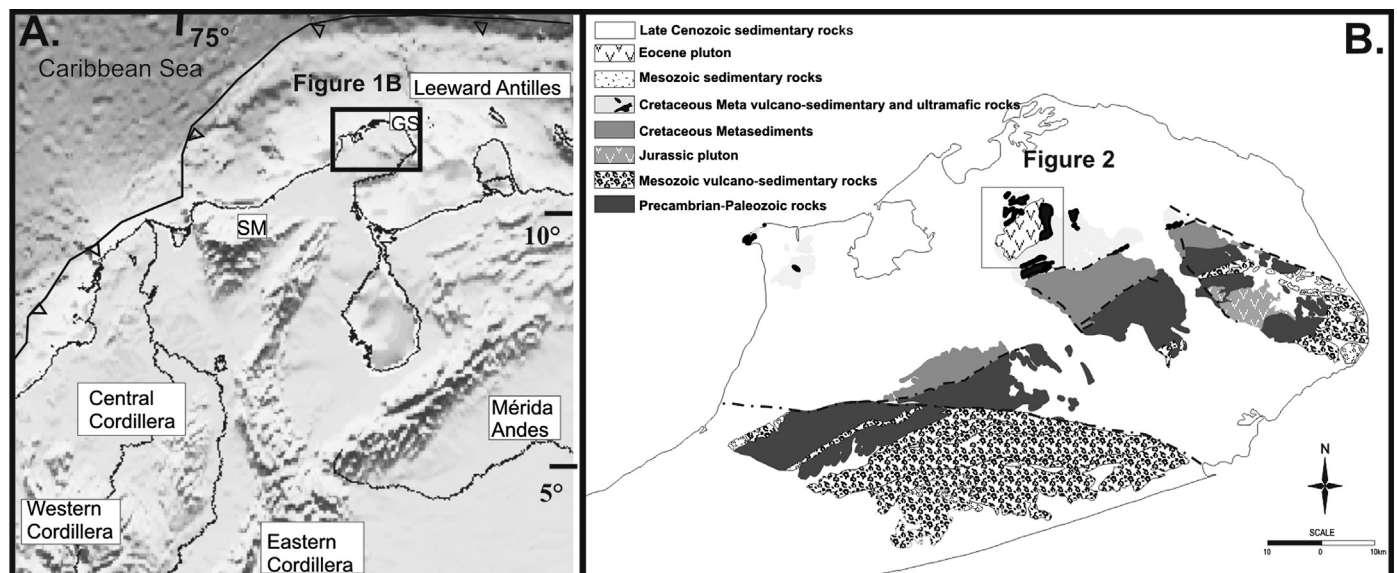 A.
75°
Caribbean Sea
Figure 1B
Leeward Antilles
GS
SM
10°
Central
Cordillera
Mérida
Andes
5°
Western
Cordillera
Eastern
Cordillera
B.
Late Cenozoic sedimentary rocks
Eocene pluton
Mesozoic sedimentary rocks
Cretaceous Meta vulcano-sedimentary and ultramafic rocks
Cretaceous Metasediments
Jurassic pluton
Mesozoic vulcano-sedimentary rocks
Precambrian-Paleozoic rocks
Figure 2
N
SCALE
10 0 10km